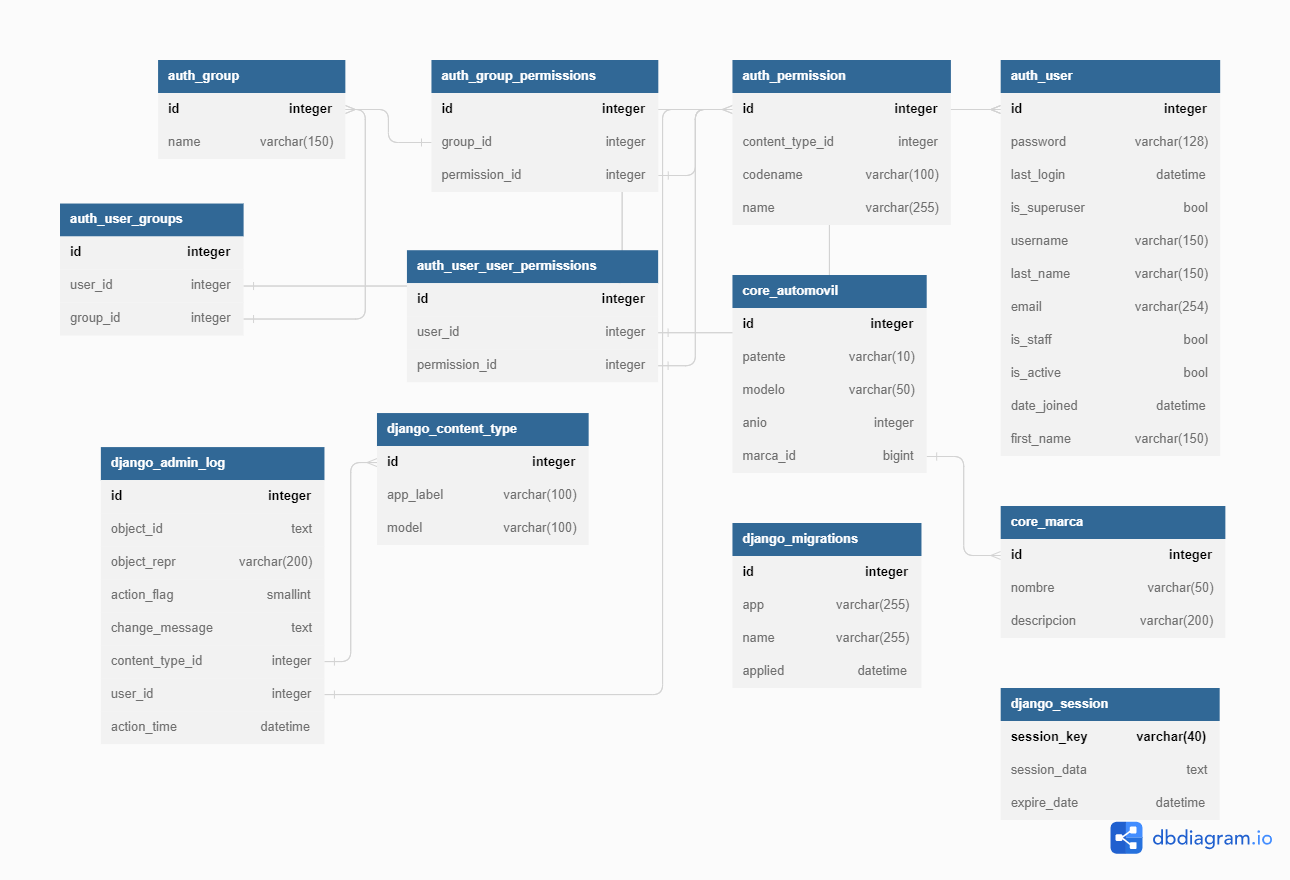 auth_group
id integer
name varchar(150)
auth_group_permissions
id integer
group_id integer
permission_id integer
auth_permission
id integer
content_type_id integer
codename varchar(100)
name varchar(255)
auth_user
id integer
password varchar(128)
last_login datetime
is_superuser bool
username varchar(150)
last_name varchar(150)
email varchar(254)
is_staff bool
is_active bool
date_joined datetime
first_name varchar(150)
auth_user_groups
id integer
user_id integer
group_id integer
auth_user_user_permissions
id integer
user_id integer
permission_id integer
core_automovil
id integer
patente varchar(10)
modelo varchar(50)
anio integer
marca_id bigint
django_content_type
id integer
app_label varchar(100)
model varchar(100)
django_admin_log
id integer
object_id text
object_repr varchar(200)
action_flag smallint
change_message text
content_type_id integer
user_id integer
action_time datetime
django_migrations
id integer
app varchar(255)
name varchar(255)
applied datetime
core_marca
id integer
nombre varchar(50)
descripcion varchar(200)
django_session
session_key varchar(40)
session_data text
expire_date datetime
dbdiagram.io